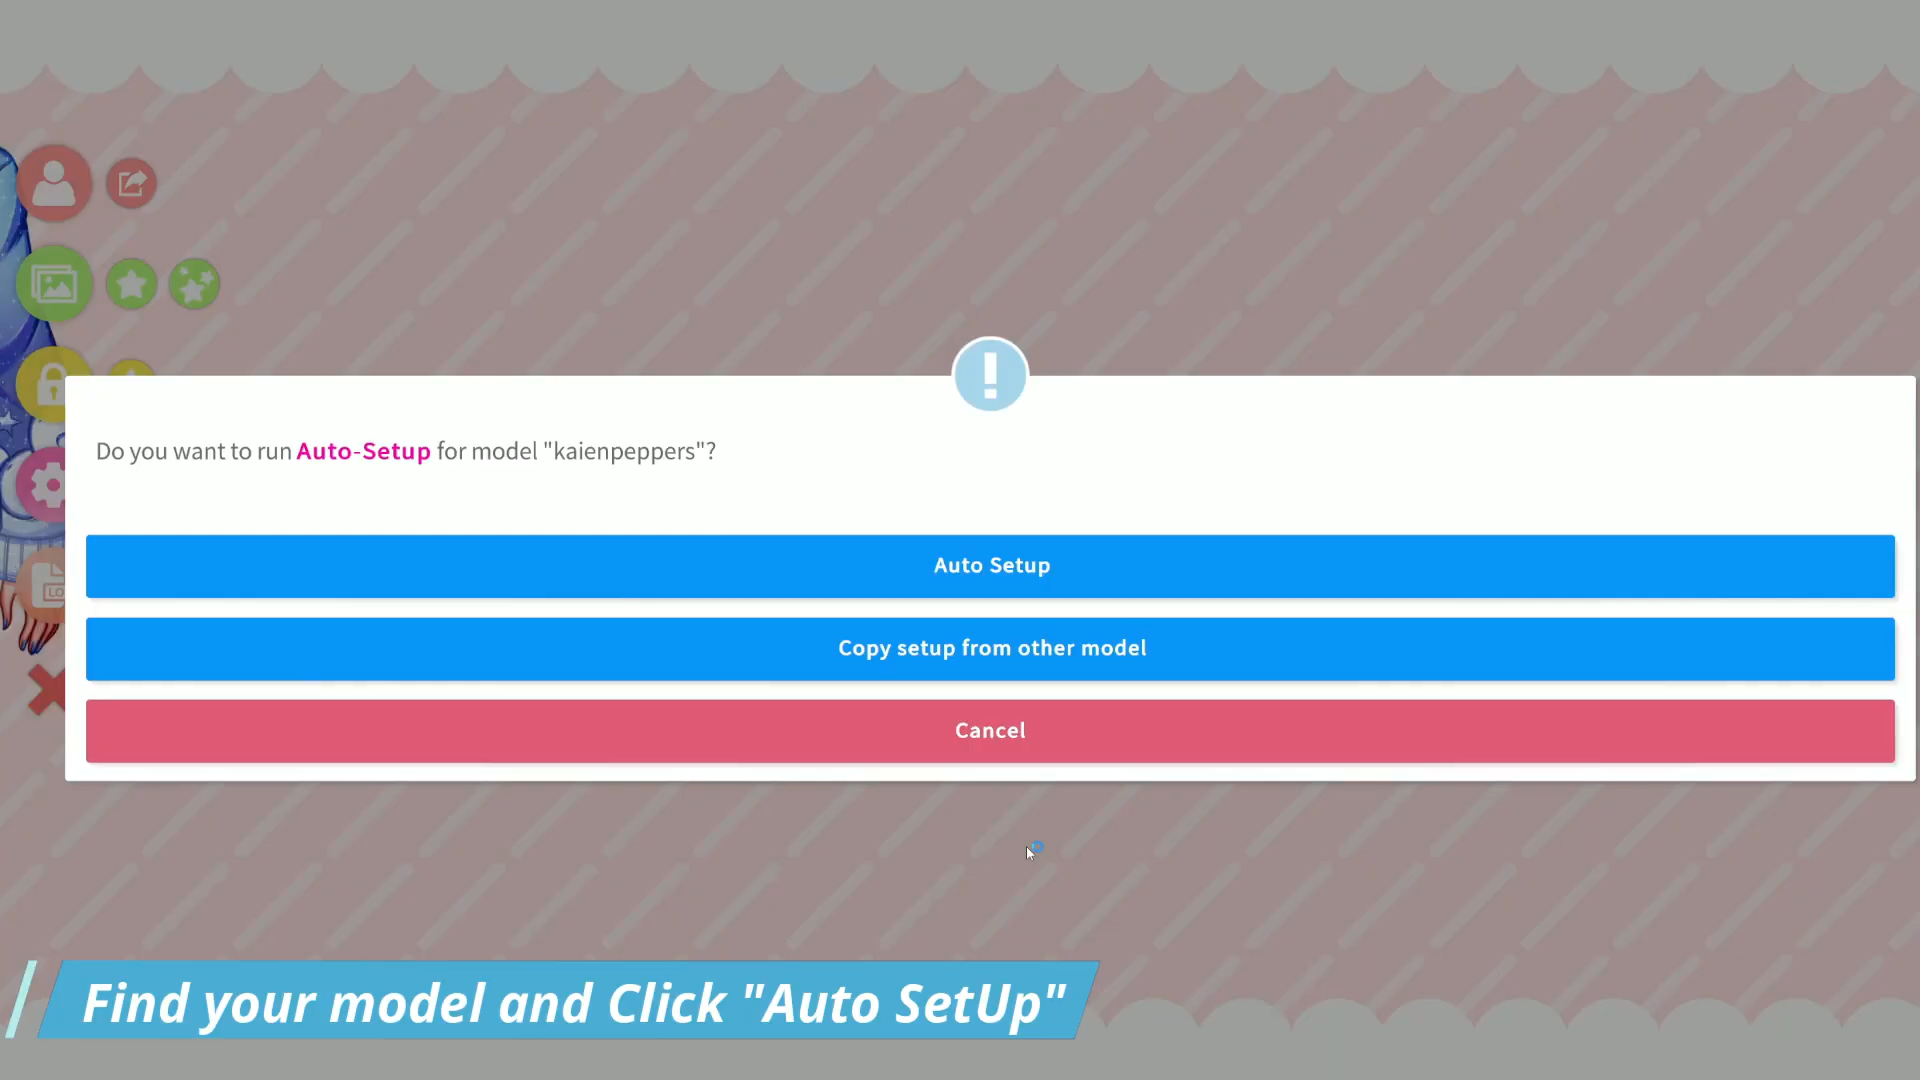 Do you want to run Auto-Setup for model "kaienpeppers"?
Auto Setup
Copy setup from other model
Cancel
LO
Find your model and Click "Auto SetUp"